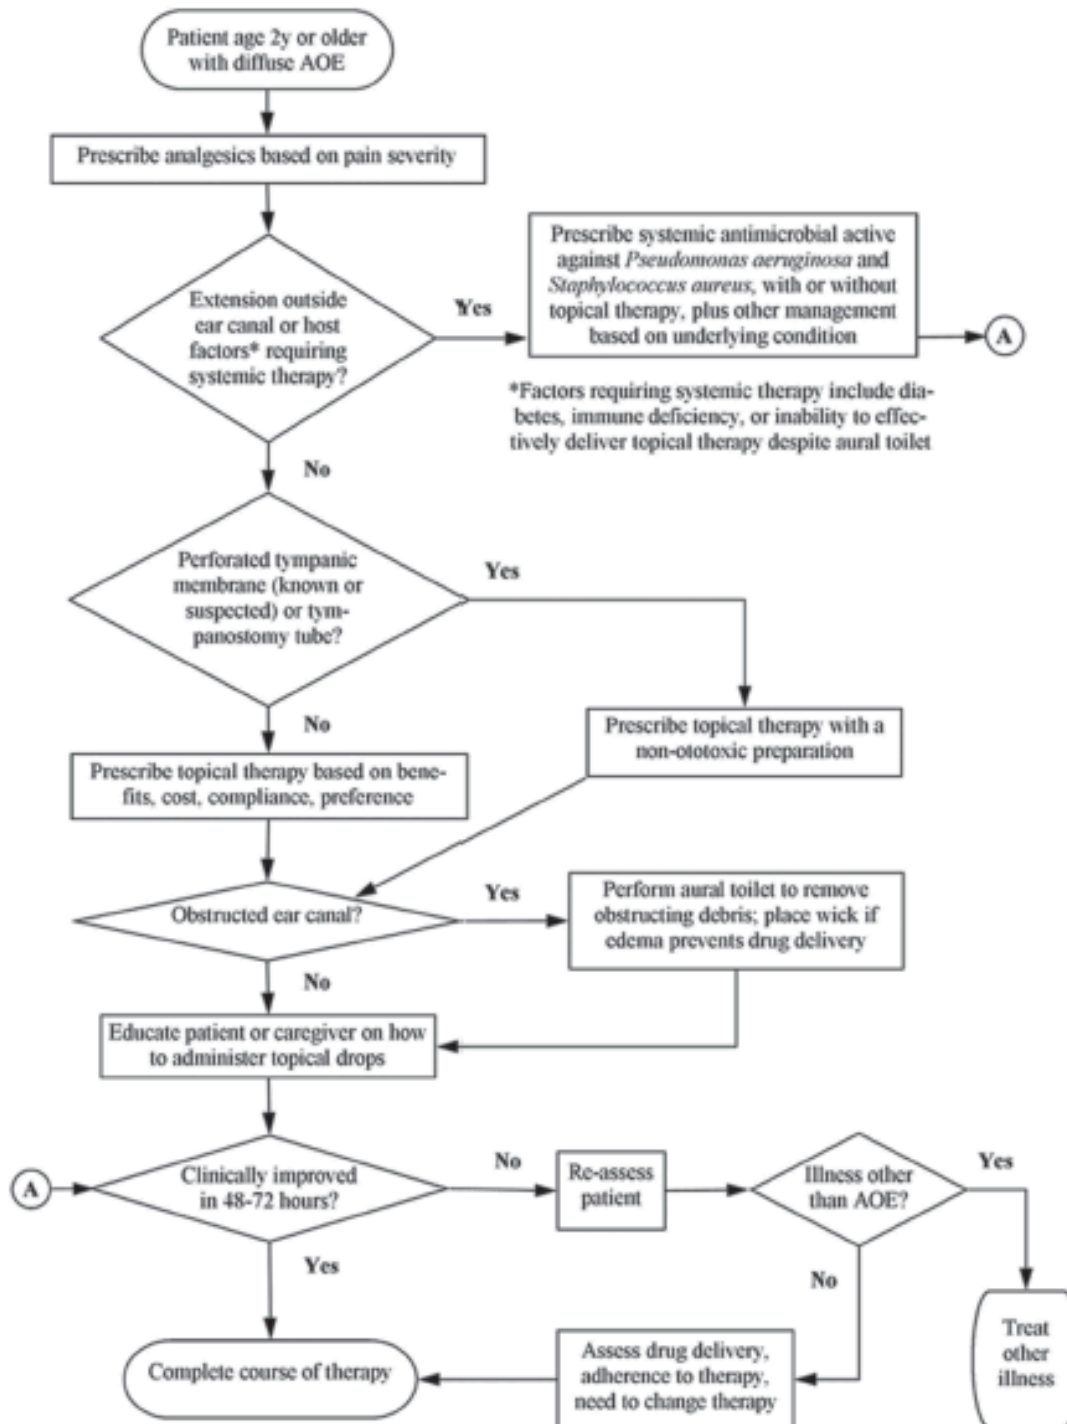 Patient age 2y or older
with diffuse AOE
Prescribe analgesics based on pain severity
Extension outside
ear canal or host
factors* requiring
systemic therapy?
Yes
Prescribe systemic antimicrobial active
against Pseudomonas aeruginosa and
Staphylococcus aureus, with or without
topical therapy, plus other management
based on underlying condition
A
*Factors requiring systemic therapy include dia-
betes, immune deficiency, or inability to effec-
tively deliver topical therapy despite aural toilet
No
Perforated tympanic
membrane (known or
suspected) or tym-
panostomy tube?
Yes
No
Prescribe topical therapy with a
non-ototoxic preparation
Prescribe topical therapy based on bene-
fits, cost, compliance, preference
Obstructed ear canal?
Yes
Perform aural toilet to remove
obstructing debris; place wick if
edema prevents drug delivery
No
Educate patient or caregiver on how
to administer topical drops
A
Clinically improved
in 48-72 hours?
No
Re-assess
patient
Illness other
than AOE?
Yes
Yes
No
Complete course of therapy
Assess drug delivery,
adherence to therapy,
need to change therapy
Treat
other
illness